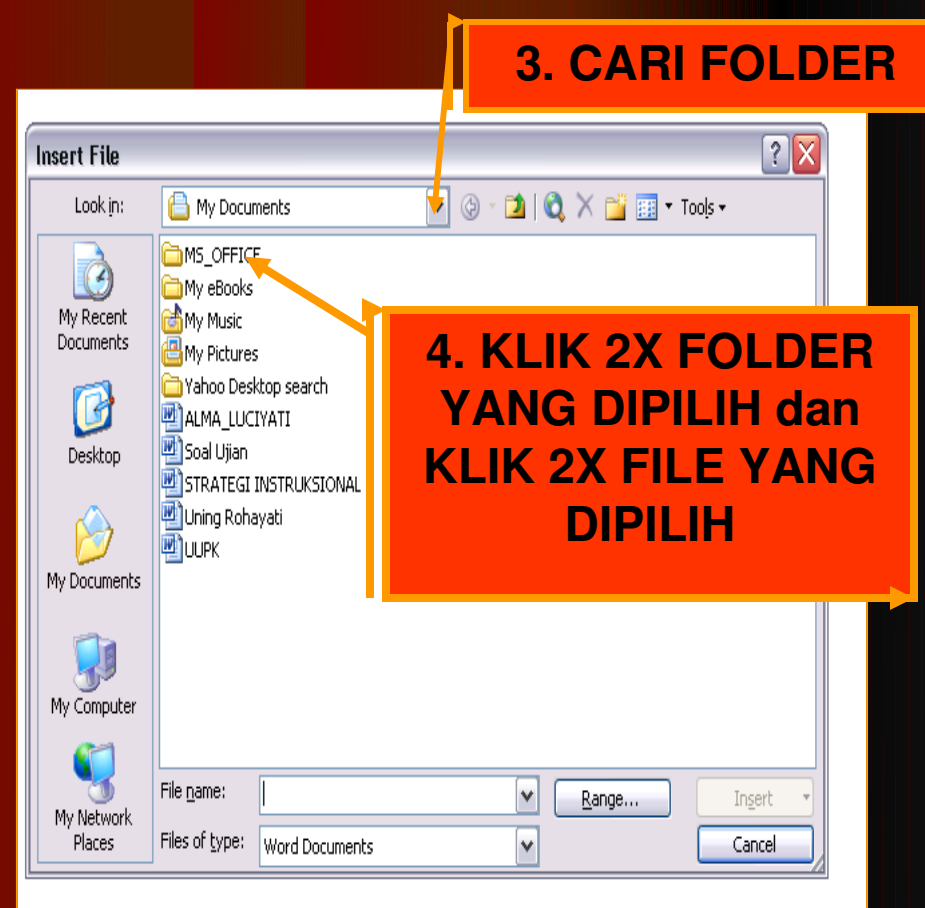 3. CARI FOLDER
Insert File
Look in:
My Documents
Tools
My Recent
Documents
Desktop
My Documents
My Computer
My Network
Places
MS_OFFICE
My eBooks
My Music
My Pictures
Yahoo Desktop search
ALMA_LUCIYATI
Soal Ujian
STRATEGI INSTRUKSIONAL
Uning Rohayati
UUPK
4. KLIK 2X FOLDER
YANG DIPILIH dan
KLIK 2X FILE YANG
DIPILIH
File name:
Range...
Insert
Files of type:
Word Documents
Cancel